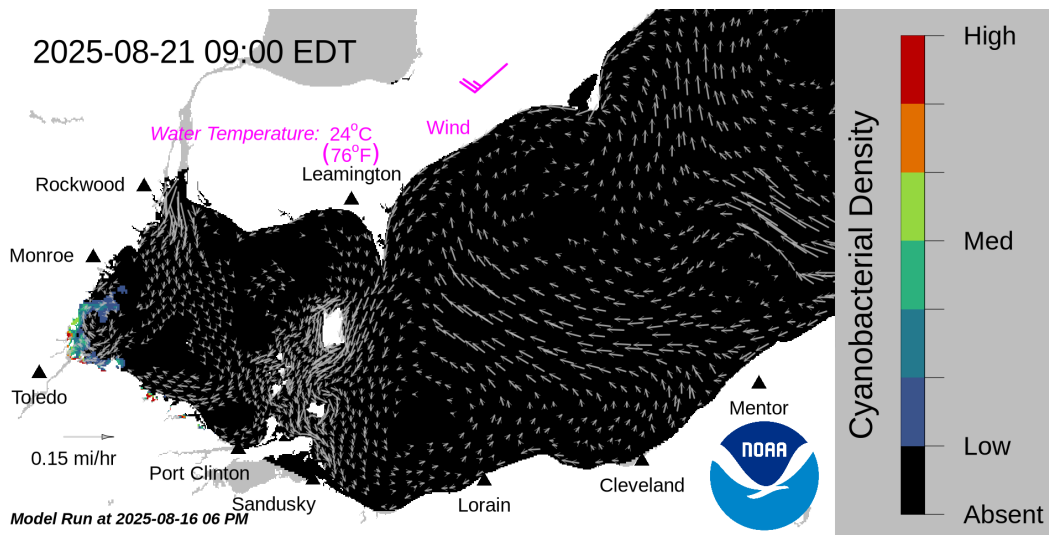 2025-08-21 09:00 EDT
Water Temperature: 24°C
(76°F)
Wind
Leamington
Rockwood
Monroe
Toledo
0.15 mi/hr
Port Clinton
Sandusky
Lorain
Cleveland
Mentor
NOAA
Model Run at 2025-08-16 06 PM
Cyanobacterial Density
High
Med
Low
Absent